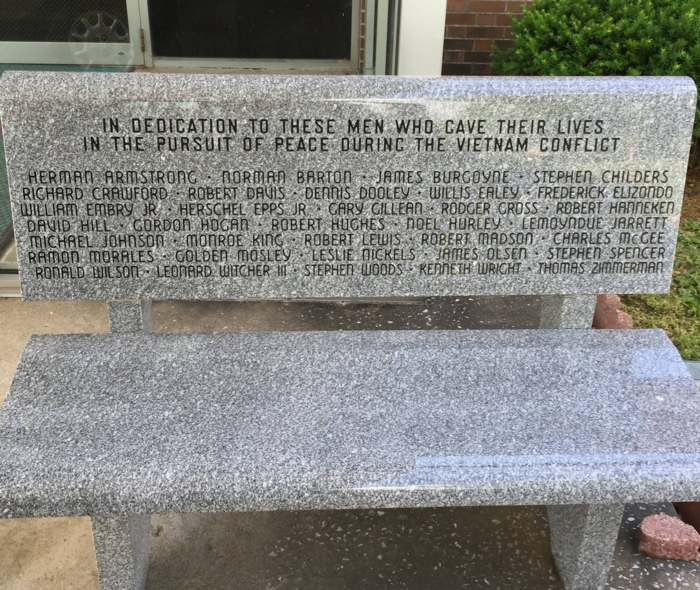 IN DEDICATION TO THESE MEN WHO GAVE THEIR LIVES
IN THE PURSUIT OF PEACE DURING THE VIETNAM CONFLICT
HERMAN ARMSTRONG · NORMAN BARTON · JAMES BURGOYNE · STEPHEN CHILDERS
RICHARD CRAWFORD · ROBERT DAVIS · DENNIS DOOLEY · WILLIS EALEY · FREDERICK ELIZONDO
WILLIAM EMBRY JR. · HERSCHEL EPPS JR. · GARY GILLEAN · RODGER GROSS · ROBERT HANNEKEN
DAVID HILL · GORDON HOGAN · ROBERT HUGHES · NOEL HURLEY · LEMOYNDUE JARRETT
MICHAEL JOHNSON · MONROE KING · ROBERT LEWIS · ROBERT MADSON · CHARLES MCGEE
RAMON MORALES · GOLDEN MOSLEY · LESLIE NICKELS · JAMES OLSEN · STEPHEN SPENCER
RONALD WILSON · LEONARD WITCHER III · STEPHEN WOODS · KENNETH WRIGHT · THOMAS ZIMMERMAN